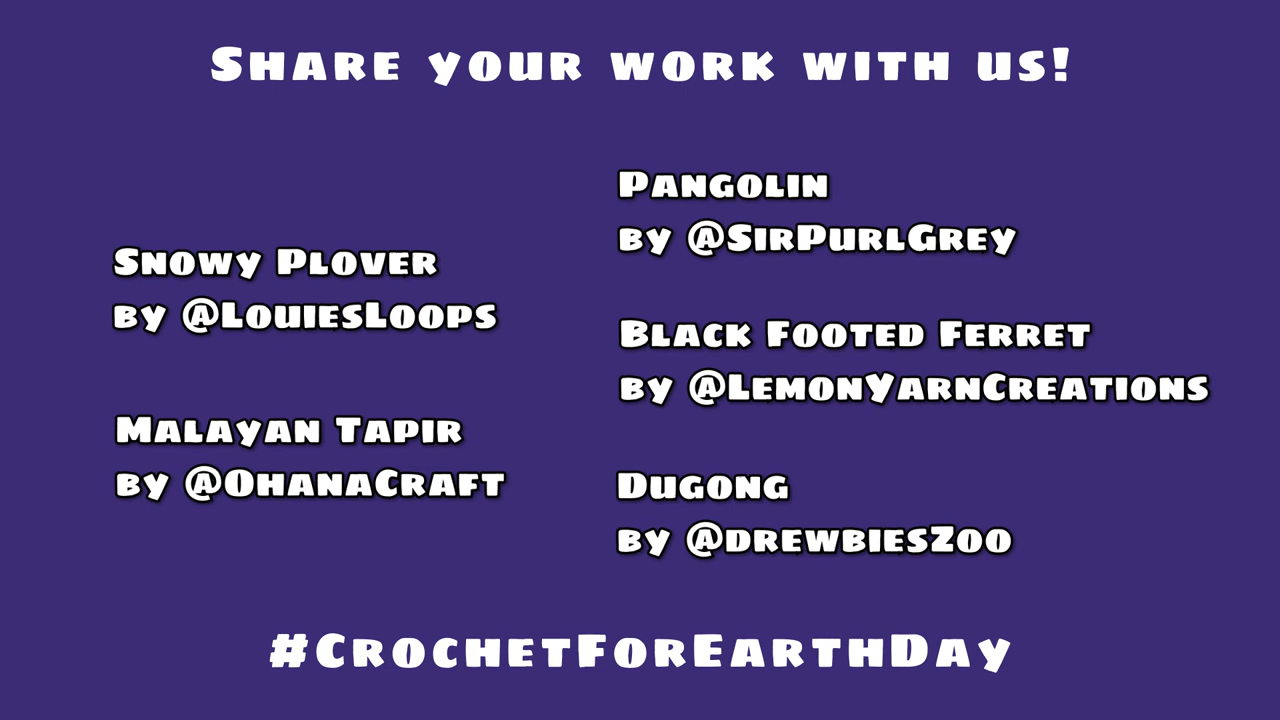 Share your work with us!
Snowy Plover
by @LouiesLoops
Malayan Tapir
by @OhanaCraft
Pangolin
by @SirPurlGrey
Black Footed Ferret
by @LemonYarnCreations
Dugong
by @drewbiesZoo
#CrochetForEarthDay